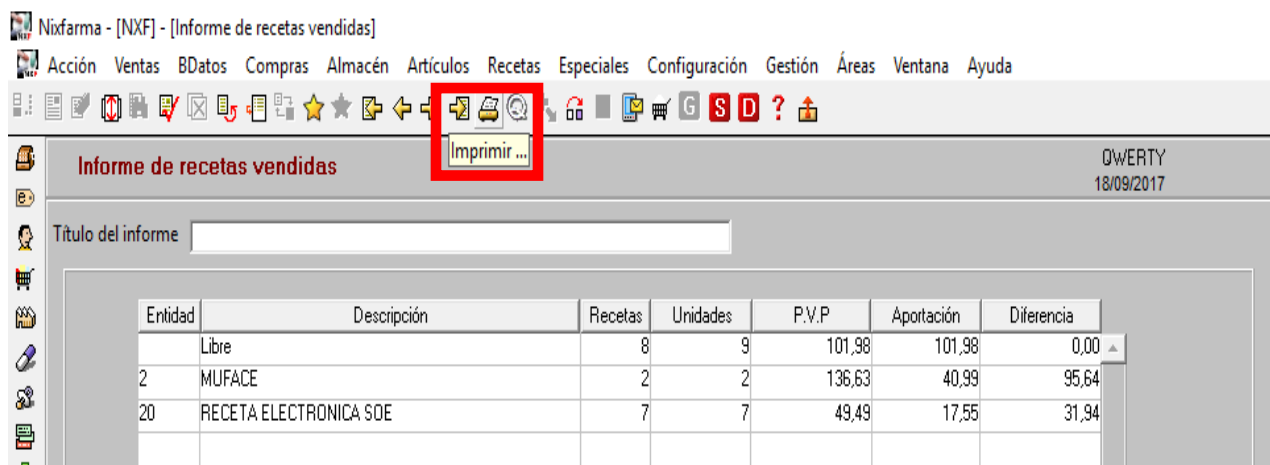 Nixfarma - [NXF] - [Informe de recetas vendidas]
Acción Ventas BDatos Compras Almacén Artículos Recetas Especiales Configuración Gestión Áreas Ventana Ayuda
G S D ?
Imprimir ...
Informe de recetas vendidas QWERTY
18/09/2017
Título del informe
Entidad Descripción Recetas Unidades P.V.P Aportación Diferencia
Libre 8 9 101,98 101,98 0,00
2 MUFACE 2 2 136,63 40,99 95,64
20 RECETA ELECTRONICA SOE 7 7 49,49 17,55 31,94